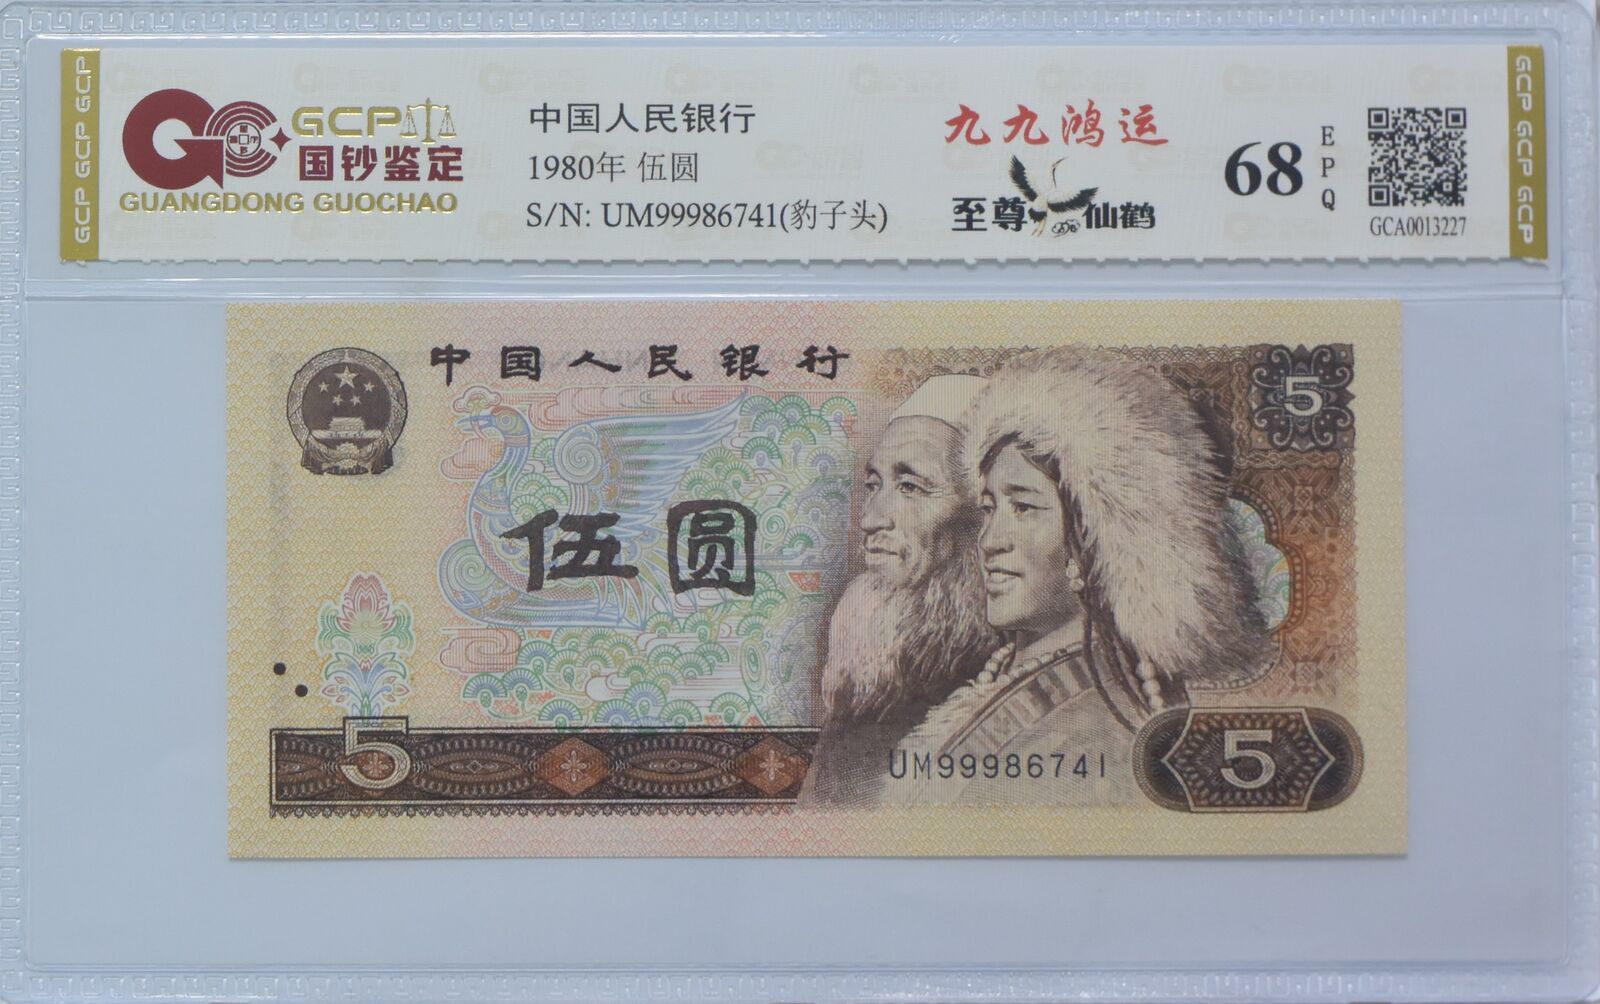 GCP GCP GCP
GCP
国钞鉴定
GUANGDONG GUOCHAO
中国人民银行
1980年 伍圆
S/N: UM99986741(豹子头)
九九鸿运
至尊 仙鹤
68
EPQ
GCA0013227
GCP GCP GCP
中国人民银行
5
伍圆
5
UM99986741
5